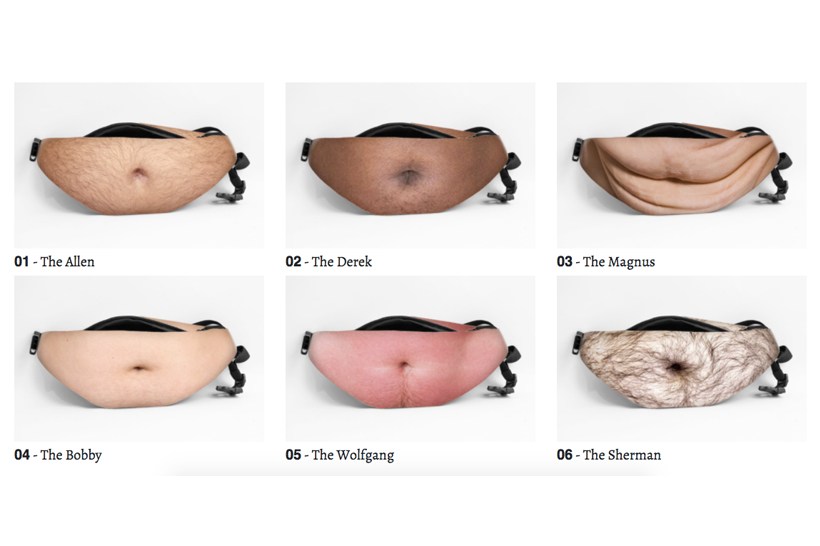 01 - The Allen
02 - The Derek
03 - The Magnus
04 - The Bobby
05 - The Wolfgang
06 - The Sherman